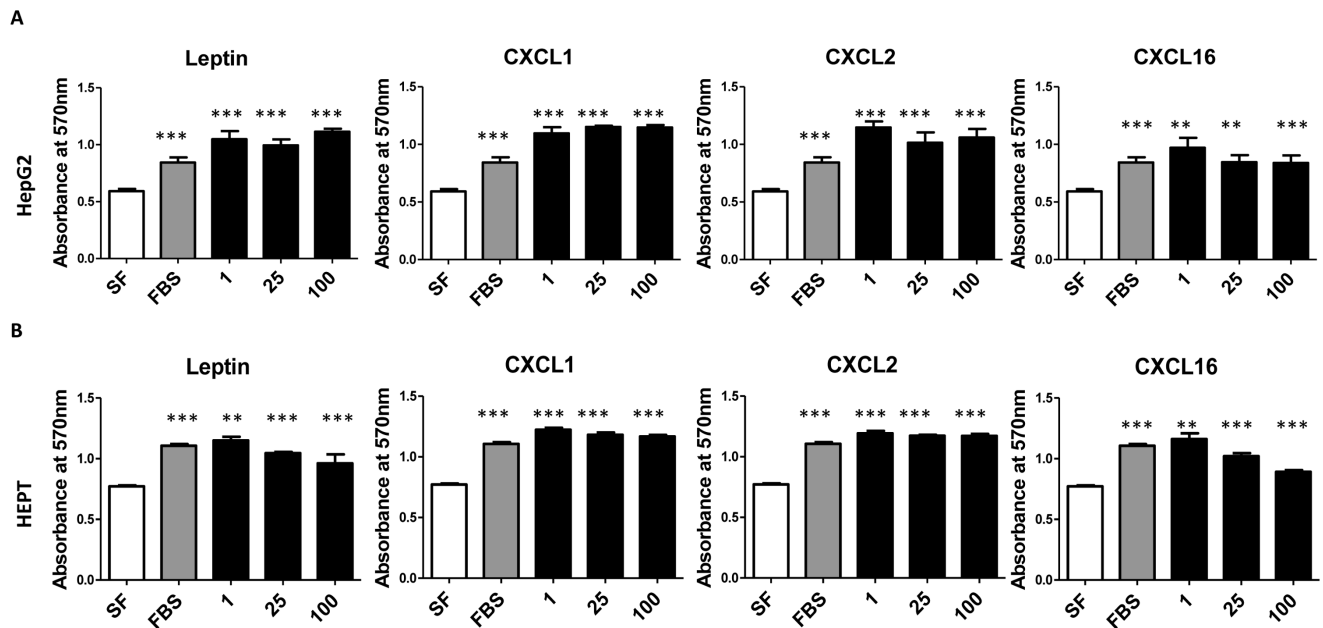 A
Leptin
Absorbance at 570nm
HepG2
1.5
1.0
0.5
0.0
***
***
***
***
SF
FBS
1
25
100
CXCL1
Absorbance at 570nm
1.5
1.0
0.5
0.0
***
***
***
***
SF
FBS
1
25
100
CXCL2
Absorbance at 570nm
1.5
1.0
0.5
0.0
***
***
***
***
SF
FBS
1
25
100
CXCL16
Absorbance at 570nm
1.5
1.0
0.5
0.0
***
**
**
***
SF
FBS
1
25
100
B
Leptin
Absorbance at 570nm
HEPT
1.5
1.0
0.5
0.0
***
**
***
***
SF
FBS
1
25
100
CXCL1
Absorbance at 570nm
1.5
1.0
0.5
0.0
***
***
***
***
SF
FBS
1
25
100
CXCL2
Absorbance at 570nm
1.5
1.0
0.5
0.0
***
***
***
***
SF
FBS
1
25
100
CXCL16
Absorbance at 570nm
1.5
1.0
0.5
0.0
***
**
***
***
SF
FBS
1
25
100